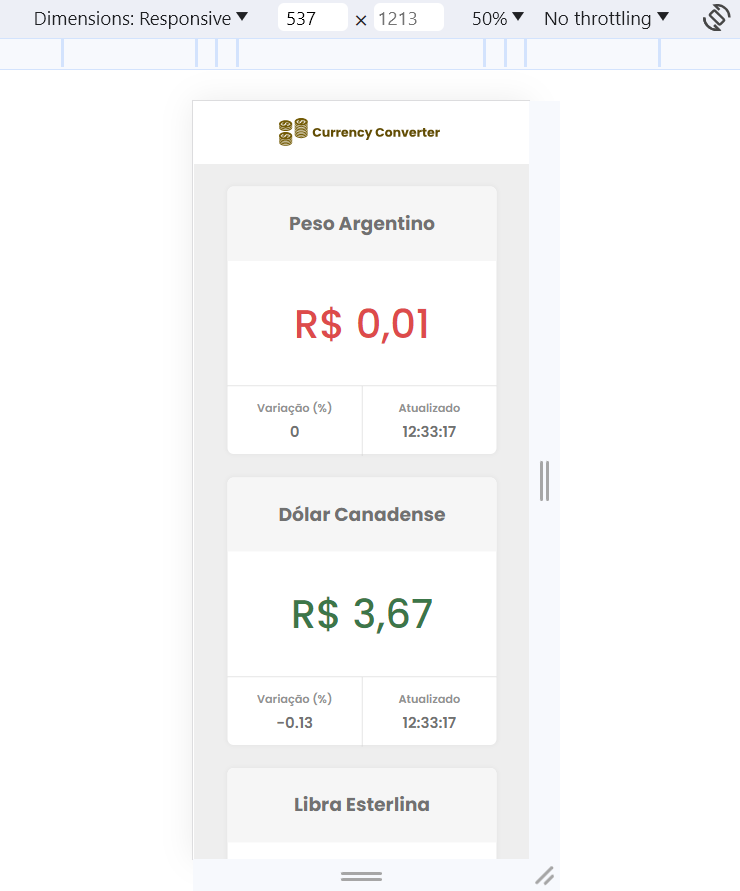 Dimensions: Responsive 537 × 1213 50% No throttling
Currency Converter
Peso Argentino
R$ 0,01
Variação (%) Atualizado
0 12:33:17
Dólar Canadense
R$ 3,67
Variação (%) Atualizado
-0.13 12:33:17
Libra Esterlina